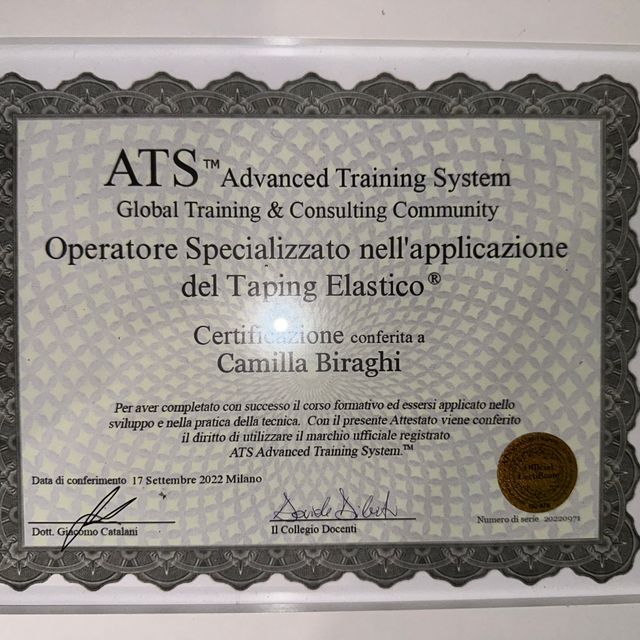 ATS™ Advanced Training System
Global Training & Consulting Community
Operatore Specializzato nell'applicazione
del Taping Elastico®
Certificazione conferita a
Camilla Biraghi
Per aver completato con successo il corso formativo ed essersi applicato nello
sviluppo e nella pratica della tecnica. Con il presente Attestato viene conferito
il diritto di utilizzare il marchio ufficiale registrato
ATS Advanced Training System.™
Official
Certificate
Data di conferimento 17 Settembre 2022 Milano
Dott. Giacomo Catalani
Il Collegio Docenti
Numero di serie 20220971